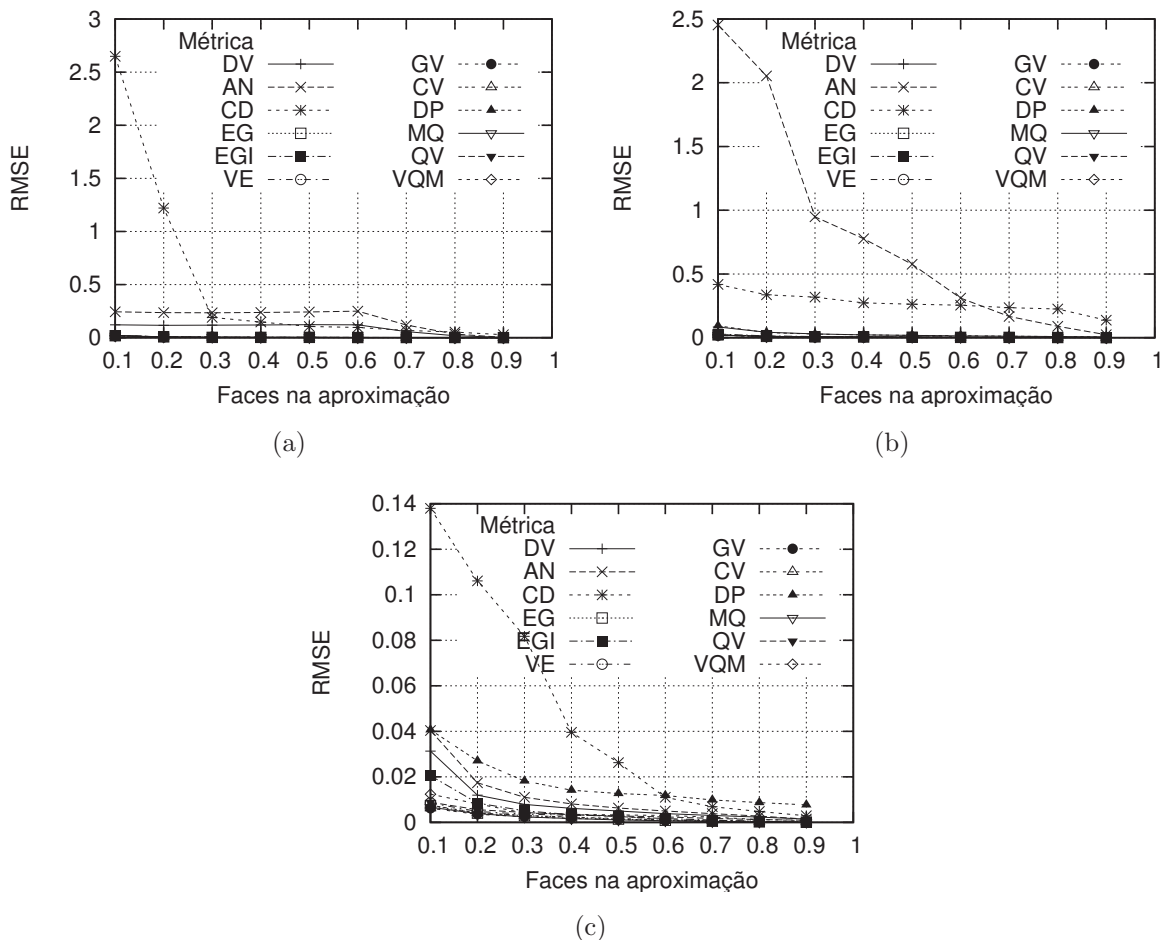 3
2.5
2
1.5
1
0.5
0
RMSE
Métrica
DV
AN
CD
EG
EGI
VE
GV
CV
DP
MQ
QV
VQM
0.1 0.2 0.3 0.4 0.5 0.6 0.7 0.8 0.9 1
Faces na aproximação
(a)
2.5
2
1.5
1
0.5
0
RMSE
Métrica
DV
AN
CD
EG
EGI
VE
GV
CV
DP
MQ
QV
VQM
0.1 0.2 0.3 0.4 0.5 0.6 0.7 0.8 0.9 1
Faces na aproximação
(b)
0.14
0.12
0.1
0.08
0.06
0.04
0.02
0
RMSE
Métrica
DV
AN
CD
EG
EGI
VE
GV
CV
DP
MQ
QV
VQM
0.1 0.2 0.3 0.4 0.5 0.6 0.7 0.8 0.9 1
Faces na aproximação
(c)